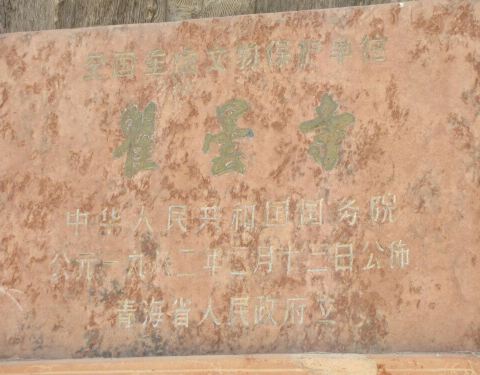 全国重点文物保护单位
瞿昙寺
中华人民共和国国务院
公元一九八二年二月十三日公佈
青海省人民政府立